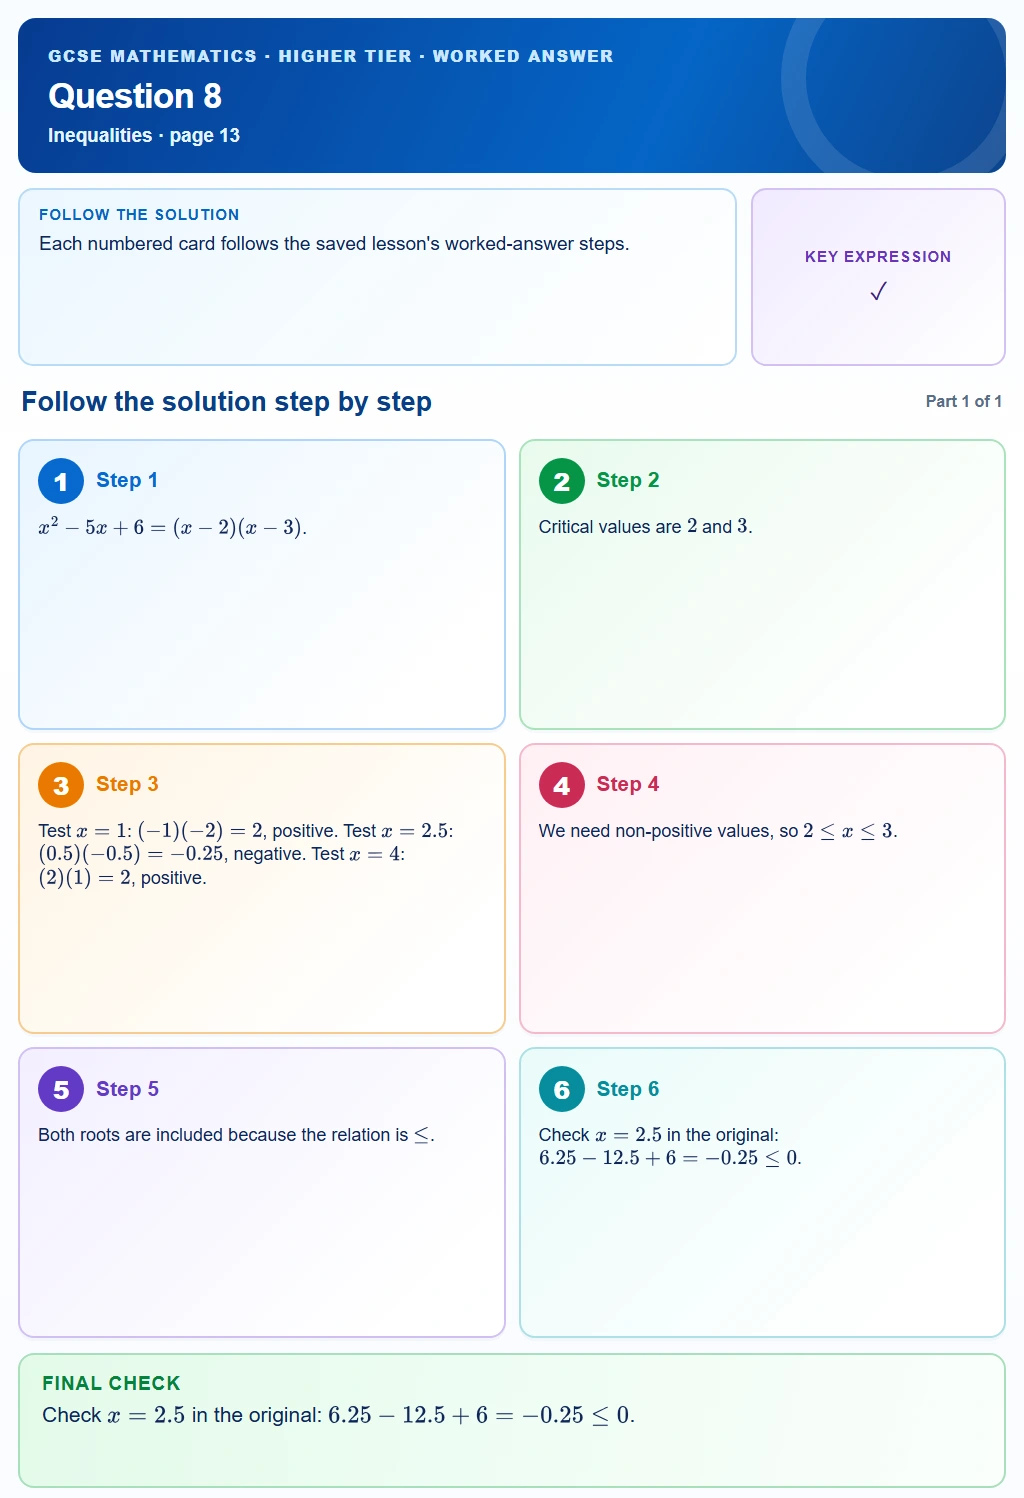 GCSE MATHEMATICS · HIGHER TIER · WORKED ANSWER
Question 8
Inequalities · page 13
FOLLOW THE SOLUTION
Each numbered card follows the saved lesson's worked-answer steps.
KEY EXPRESSION
✓
Follow the solution step by step
Part 1 of 1
1 Step 1
x² − 5x + 6 = (x − 2)(x − 3).
2 Step 2
Critical values are 2 and 3.
3 Step 3
Test x = 1: (−1)(−2) = 2, positive. Test x = 2.5:
(0.5)(−0.5) = −0.25, negative. Test x = 4:
(2)(1) = 2, positive.
4 Step 4
We need non-positive values, so 2 ≤ x ≤ 3.
5 Step 5
Both roots are included because the relation is ≤.
6 Step 6
Check x = 2.5 in the original:
6.25 − 12.5 + 6 = −0.25 ≤ 0.
FINAL CHECK
Check x = 2.5 in the original: 6.25 − 12.5 + 6 = −0.25 ≤ 0.